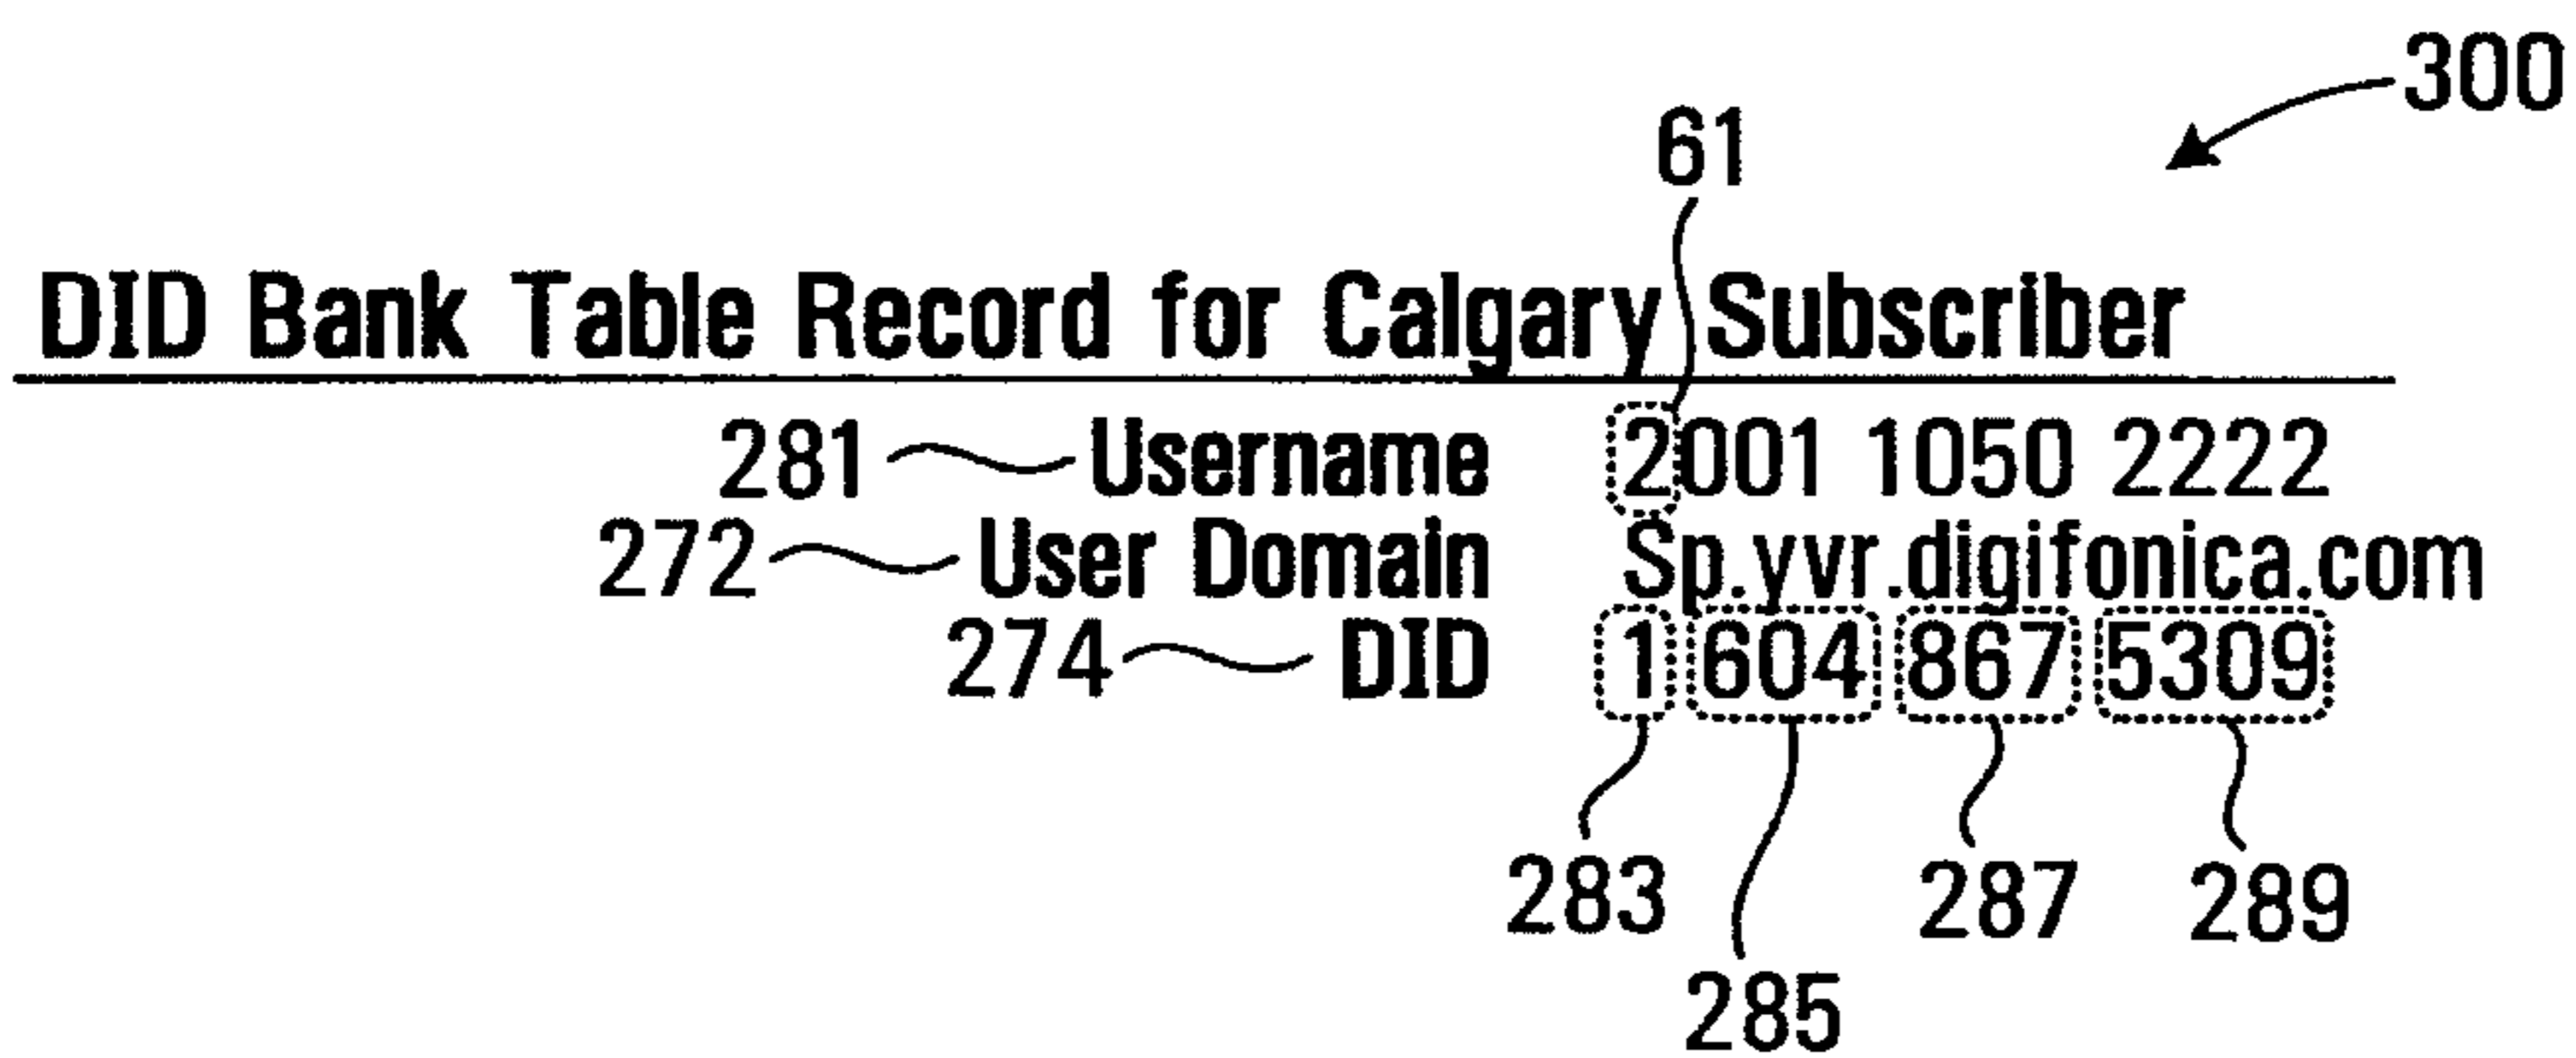 300
61
DID Bank Table Record for Calgary Subscriber
281 Username 2001 1050 2222
272 User Domain Sp.yvr.digifonica.com
274 DID 1 604 867 5309
283 287 289
285